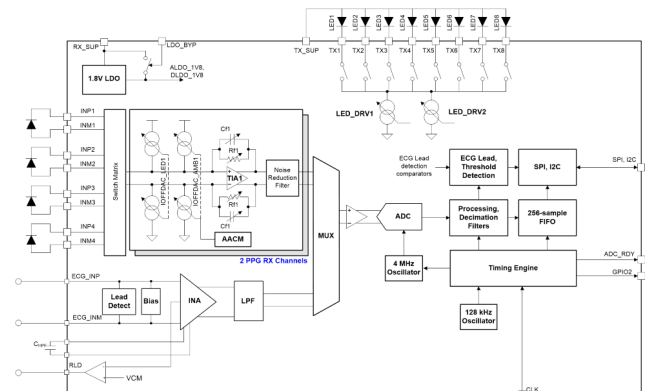 LED1 LED2 LED3 LED4 LED5 LED6 LED7 LED8
RX_SUP LDO_BYP TX_SUP TX1 TX2 TX3 TX4 TX5 TX6 TX7 TX8
1.8V LDO
ALDO_1V8,
DLDO_1V8
LED_DRV1 LED_DRV2
INP1
INM1
INP2
INM2
INP3
INM3
INP4
INM4
Switch Matrix
IOFFDAC_LED1
IOFFDAC_AMB1
Cf1
Rf1
TIA1
Rf1
Cf1
Noise
Reduction
Filter
AACM
2 PPG RX Channels
MUX
ADC
ECG Lead
detection
comparators
ECG Lead,
Threshold
Detection
SPI, I2C
SPI, I2C
Processing,
Decimation
Filters
256-sample
FIFO
4 MHz
Oscillator
Timing Engine
ADC_RDY
GPIO2
128 kHz
Oscillator
CLK
ECG_INP
Lead
Detect
Bias
INA
LPF
ECG_INM
RLD
VCM